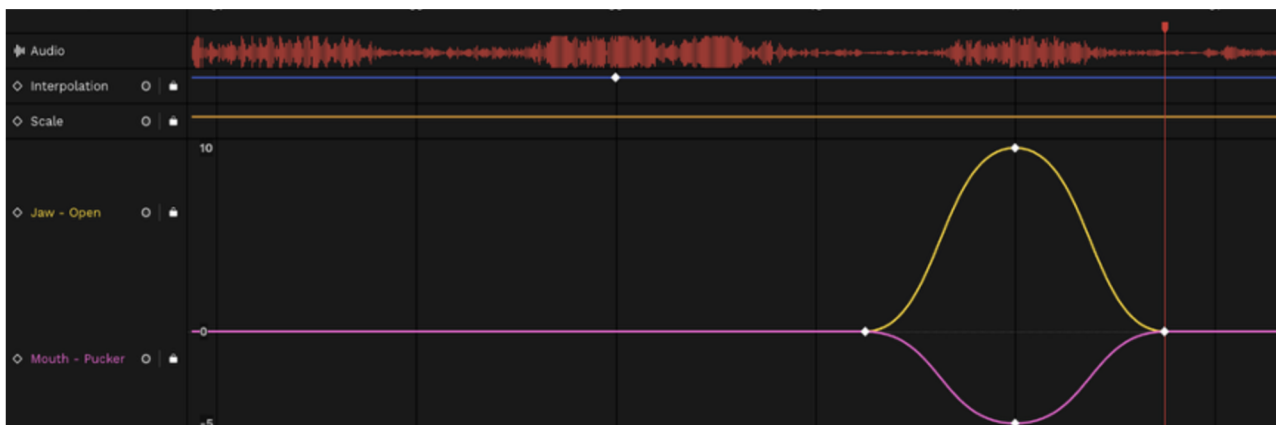 Audio
Interpolation
Scale
10
Jaw - Open
0
Mouth - Pucker
-5